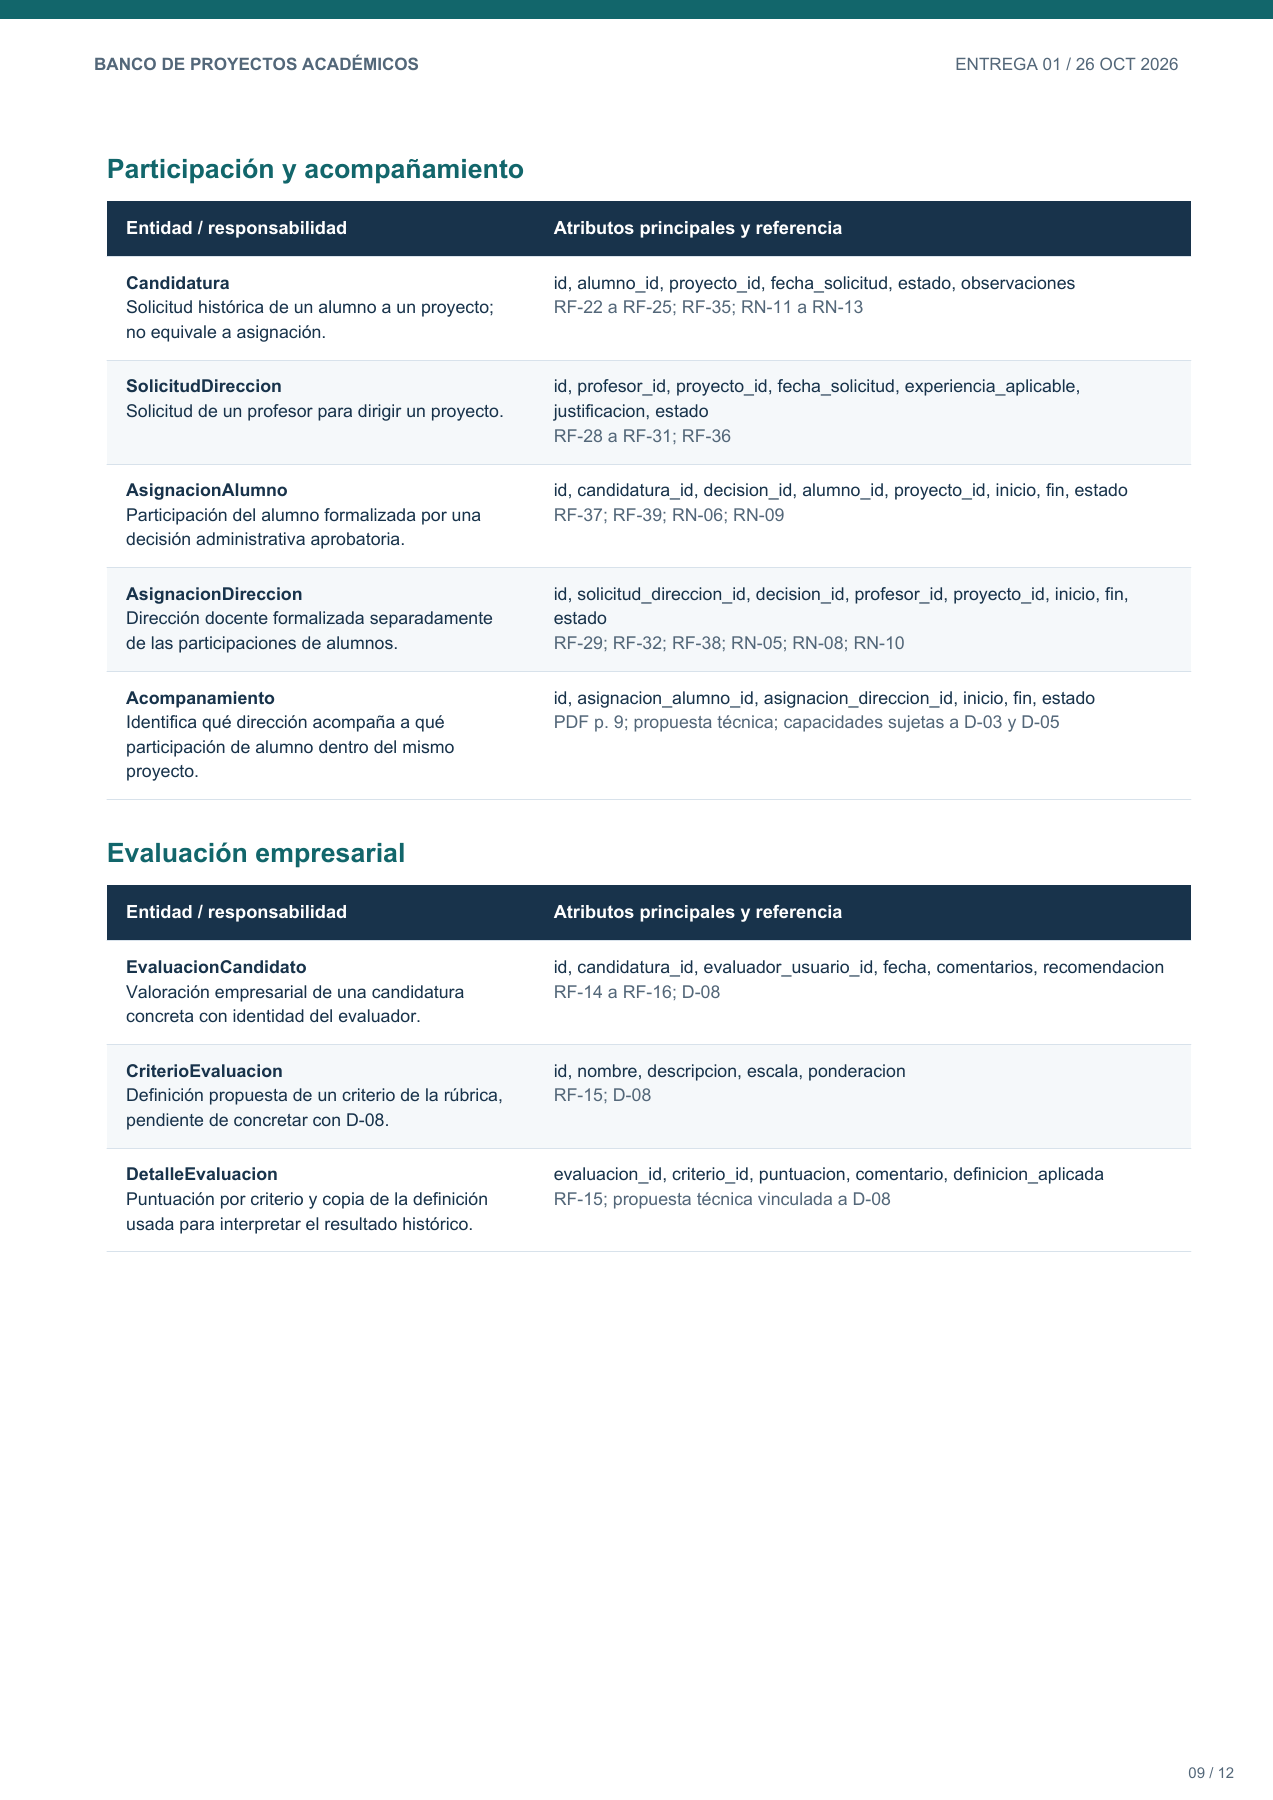 BANCO DE PROYECTOS ACADÉMICOS
ENTREGA 01 / 26 OCT 2026
Participación y acompañamiento
Entidad / responsabilidad
Atributos principales y referencia
Candidatura
Solicitud histórica de un alumno a un proyecto;
no equivale a asignación.
id, alumno_id, proyecto_id, fecha_solicitud, estado, observaciones
RF-22 a RF-25; RF-35; RN-11 a RN-13
SolicitudDireccion
Solicitud de un profesor para dirigir un proyecto.
id, profesor_id, proyecto_id, fecha_solicitud, experiencia_aplicable,
justificacion, estado
RF-28 a RF-31; RF-36
AsignacionAlumno
Participación del alumno formalizada por una
decisión administrativa aprobatoria.
id, candidatura_id, decision_id, alumno_id, proyecto_id, inicio, fin, estado
RF-37; RF-39; RN-06; RN-09
AsignacionDireccion
Dirección docente formalizada separadamente
de las participaciones de alumnos.
id, solicitud_direccion_id, decision_id, profesor_id, proyecto_id, inicio, fin,
estado
RF-29; RF-32; RF-38; RN-05; RN-08; RN-10
Acompanamiento
Identifica qué dirección acompaña a qué
participación de alumno dentro del mismo
proyecto.
id, asignacion_alumno_id, asignacion_direccion_id, inicio, fin, estado
PDF p. 9; propuesta técnica; capacidades sujetas a D-03 y D-05
Evaluación empresarial
Entidad / responsabilidad
Atributos principales y referencia
EvaluacionCandidato
Valoración empresarial de una candidatura
concreta con identidad del evaluador.
id, candidatura_id, evaluador_usuario_id, fecha, comentarios, recomendacion
RF-14 a RF-16; D-08
CriterioEvaluacion
Definición propuesta de un criterio de la rúbrica,
pendiente de concretar con D-08.
id, nombre, descripcion, escala, ponderacion
RF-15; D-08
DetalleEvaluacion
Puntuación por criterio y copia de la definición
usada para interpretar el resultado histórico.
evaluacion_id, criterio_id, puntuacion, comentario, definicion_aplicada
RF-15; propuesta técnica vinculada a D-08
09 / 12